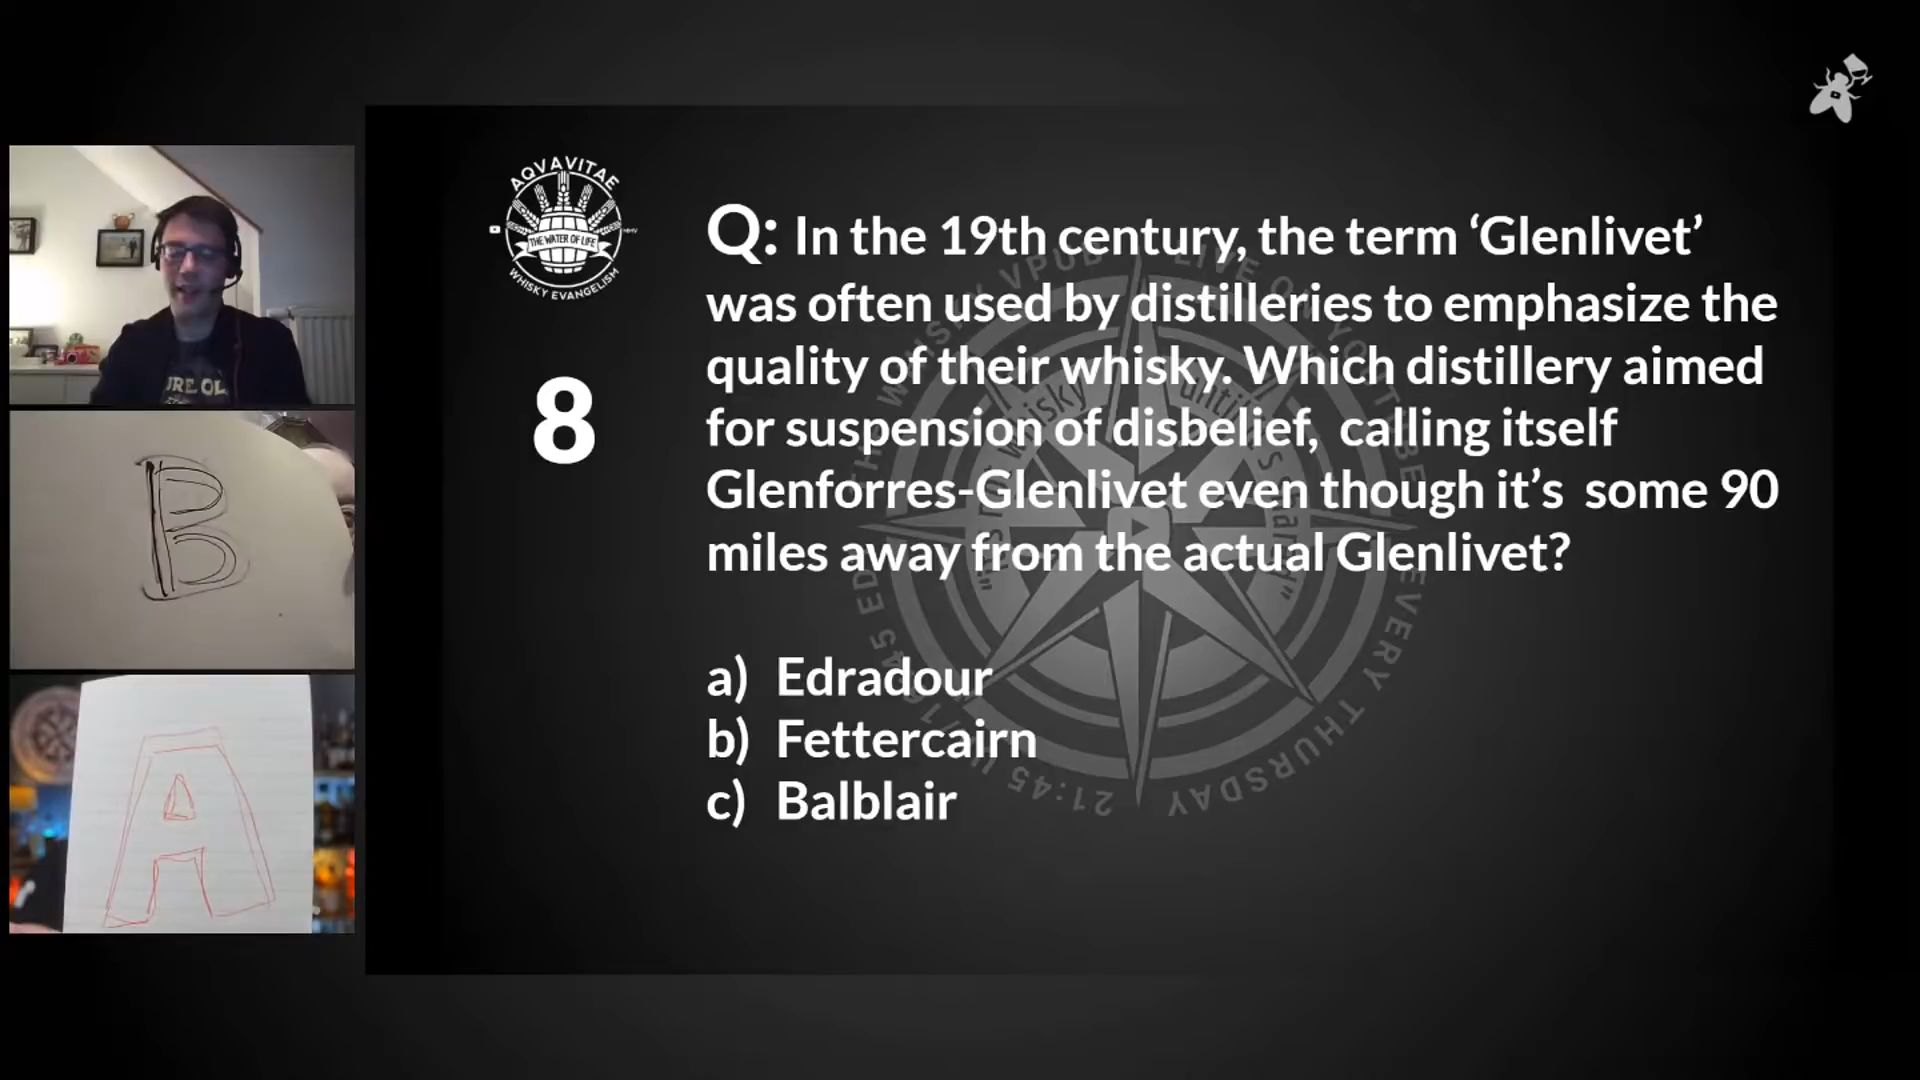 AQVAVITAE
THE WATER OF LIFE
WHISKY EVANGELISM
8
Q: In the 19th century, the term ‘Glenlivet’
was often used by distilleries to emphasize the
quality of their whisky. Which distillery aimed
for suspension of disbelief, calling itself
Glenforres-Glenlivet even though it’s some 90
miles away from the actual Glenlivet?
a) Edradour
b) Fettercairn
c) Balblair
URE OL
B
A